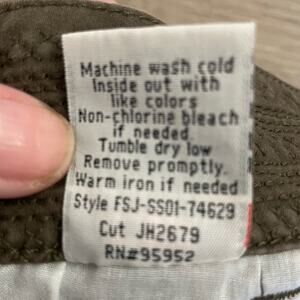 Machine wash cold
Inside out with
like colors
Non-chlorine bleach
if needed.
Tumble dry low
Remove promptly.
Warm iron if needed
Style FSJ-SS01-74629
Cut JH2679
RN#95952